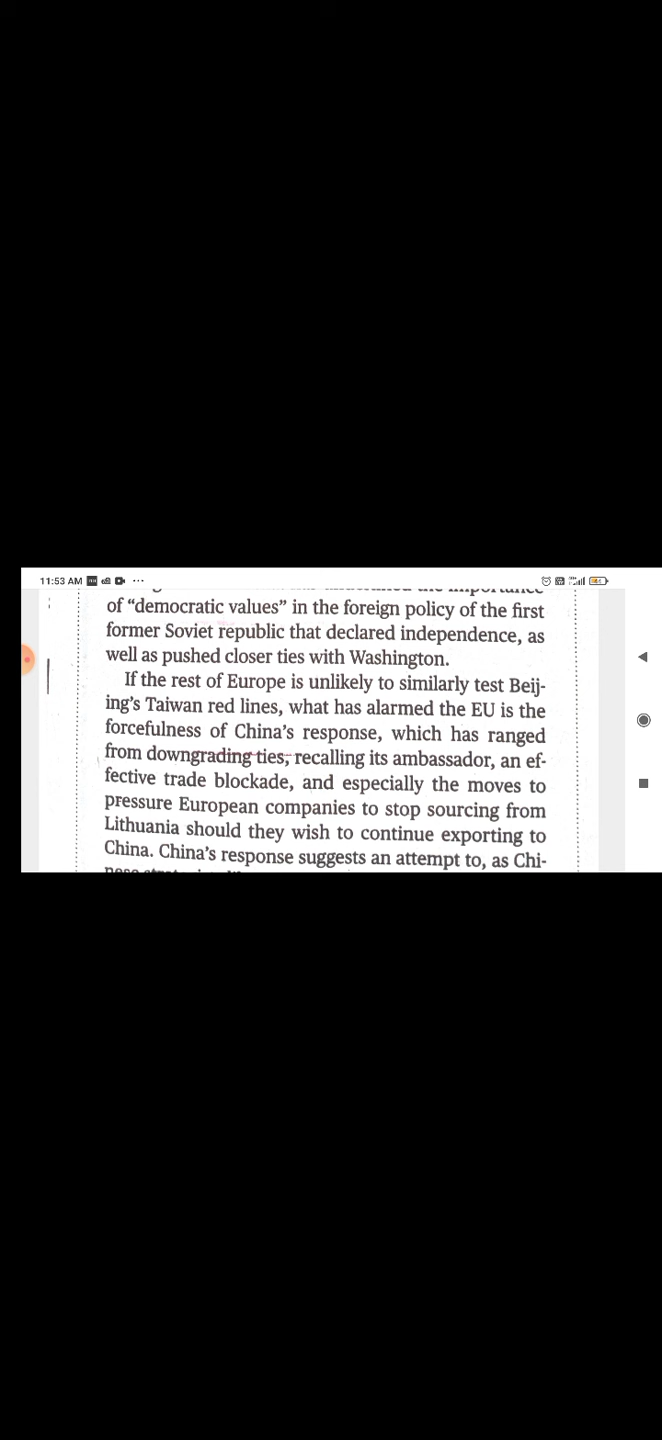 11:53 AM
the importance
of “democratic values” in the foreign policy of the first
former Soviet republic that declared independence, as
well as pushed closer ties with Washington.
If the rest of Europe is unlikely to similarly test Beij-
ing’s Taiwan red lines, what has alarmed the EU is the
forcefulness of China’s response, which has ranged
from downgrading ties, recalling its ambassador, an ef-
fective trade blockade, and especially the moves to
pressure European companies to stop sourcing from
Lithuania should they wish to continue exporting to
China. China’s response suggests an attempt to, as Chi-